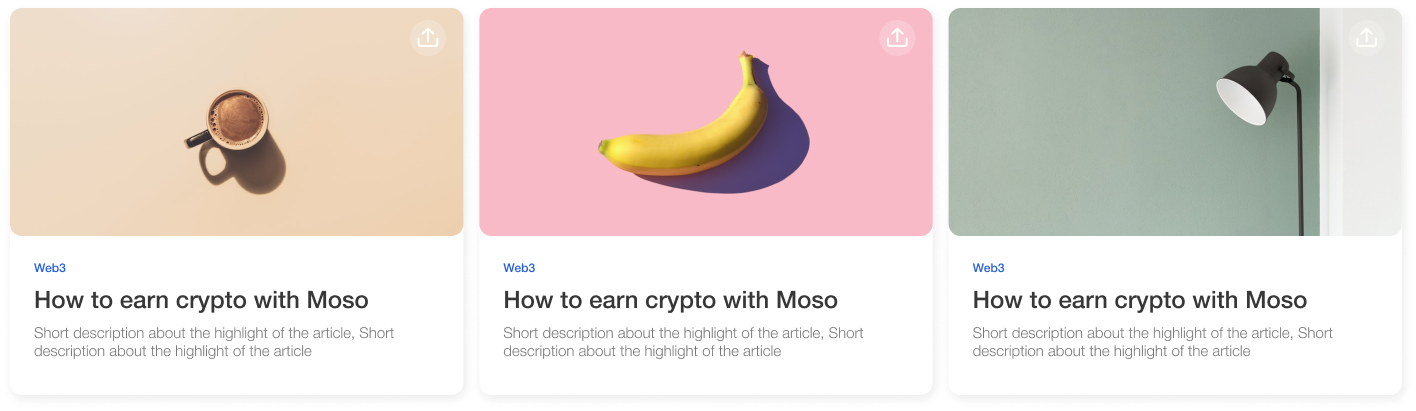 Web3
How to earn crypto with Moso
Short description about the highlight of the article, Short
description about the highlight of the article
Web3
How to earn crypto with Moso
Short description about the highlight of the article, Short
description about the highlight of the article
Web3
How to earn crypto with Moso
Short description about the highlight of the article, Short
description about the highlight of the article